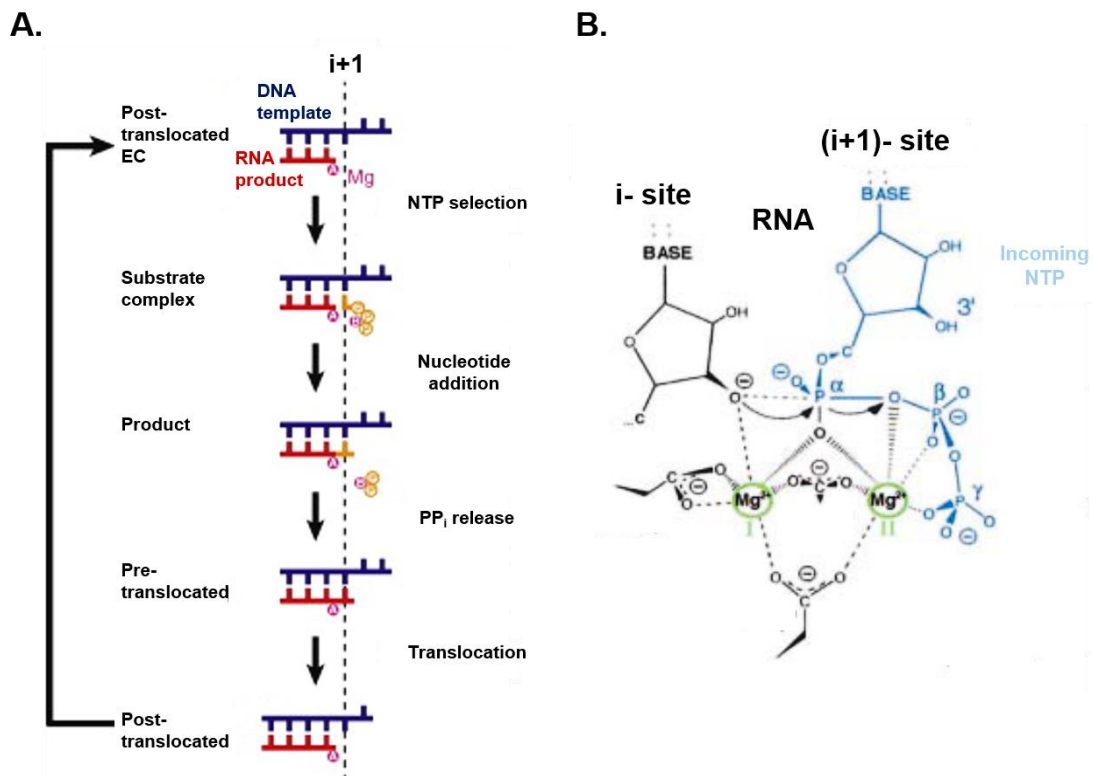 A.
i+1
DNA
template
Post-
translocated
EC
RNA
product
A
Mg
NTP selection
Substrate
complex
A
B
P
P
P
Nucleotide
addition
Product
A
B
P
P
PPi release
Pre-
translocated
A
Translocation
Post-
translocated
A
B.
(i+1)- site
i- site
BASE
RNA
BASE
OH
Incoming
NTP
O
3'
OH
OH
O
O C
C
O
P α
O
β
P
O
O
O
O
O
P γ
O
O
O
C
O
O
Mg2+
I
O C O
Mg2+
II
O
O
C